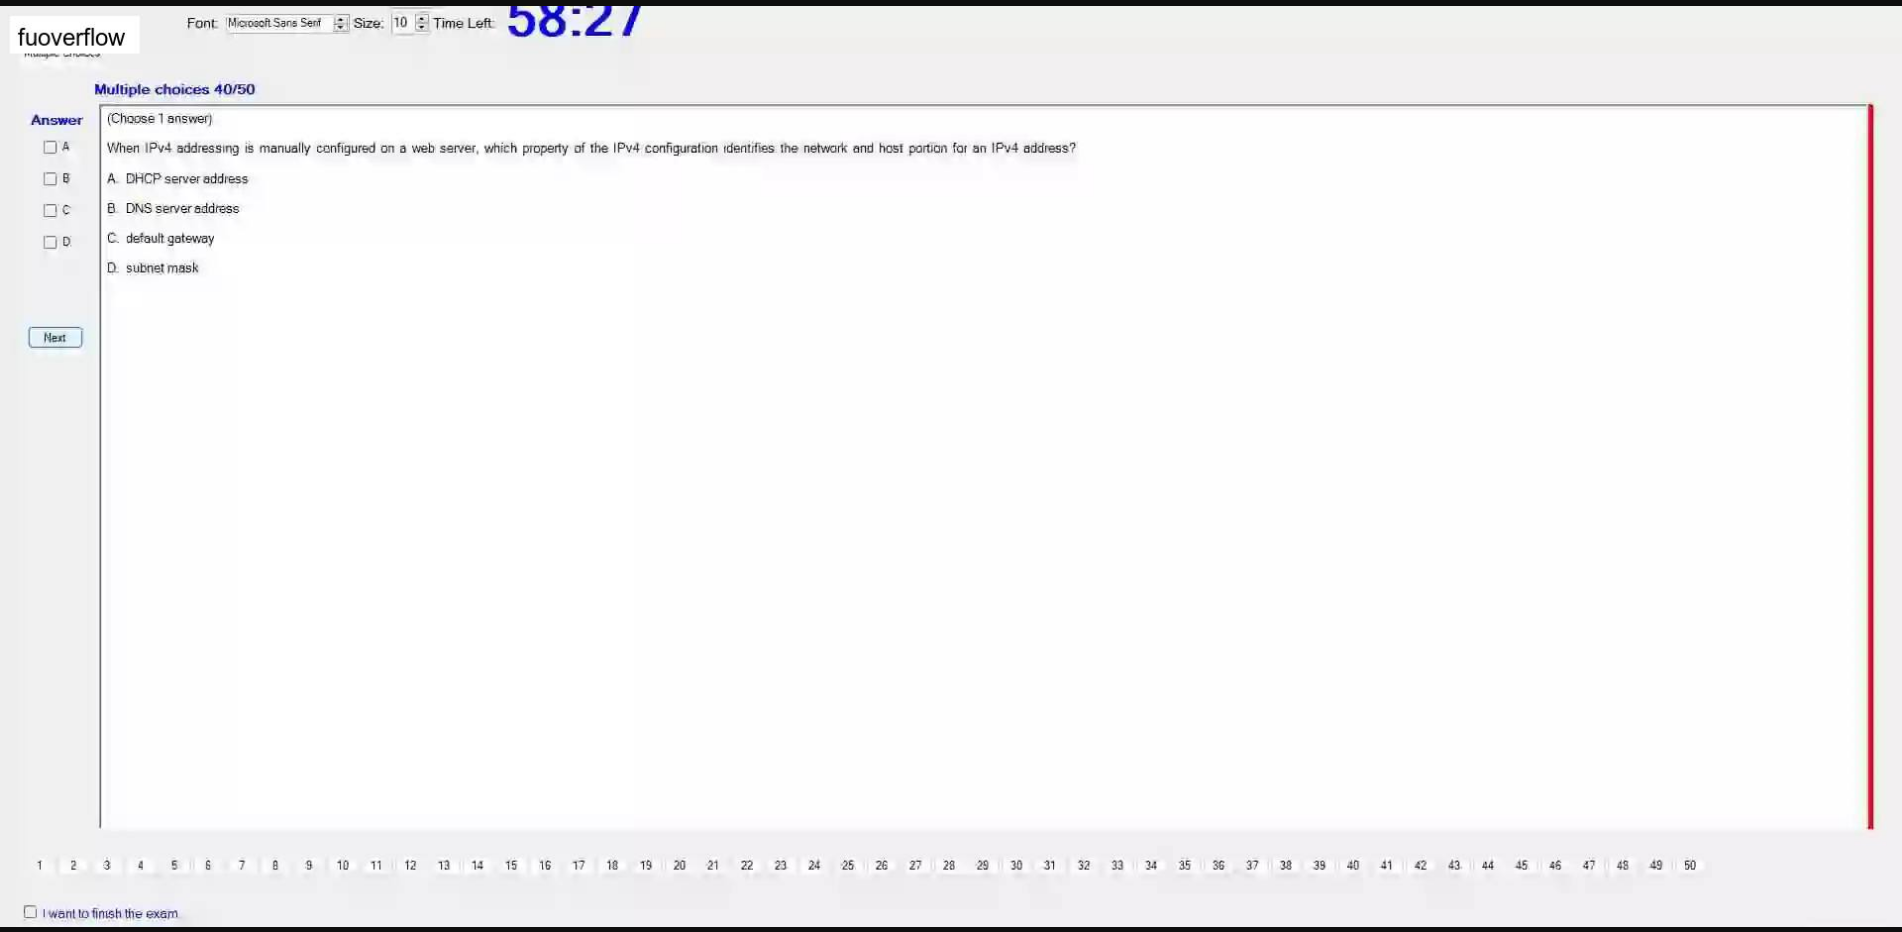 Font: Microsoft Sans Serif Size: 10 Time Left: 58:27
fuoverflow
Multiple choices
Multiple choices 40/50
Answer
(Choose 1 answer)
A
When IPv4 addressing is manually configured on a web server, which property of the IPv4 configuration identifies the network and host portion for an IPv4 address?
B
A. DHCP server address
C
B. DNS server address
D
C. default gateway
D. subnet mask
Next
1 2 3 4 5 6 7 8 9 10 11 12 13 14 15 16 17 18 19 20 21 22 23 24 25 26 27 28 29 30 31 32 33 34 35 36 37 38 39 40 41 42 43 44 45 46 47 48 49 50
I want to finish the exam.